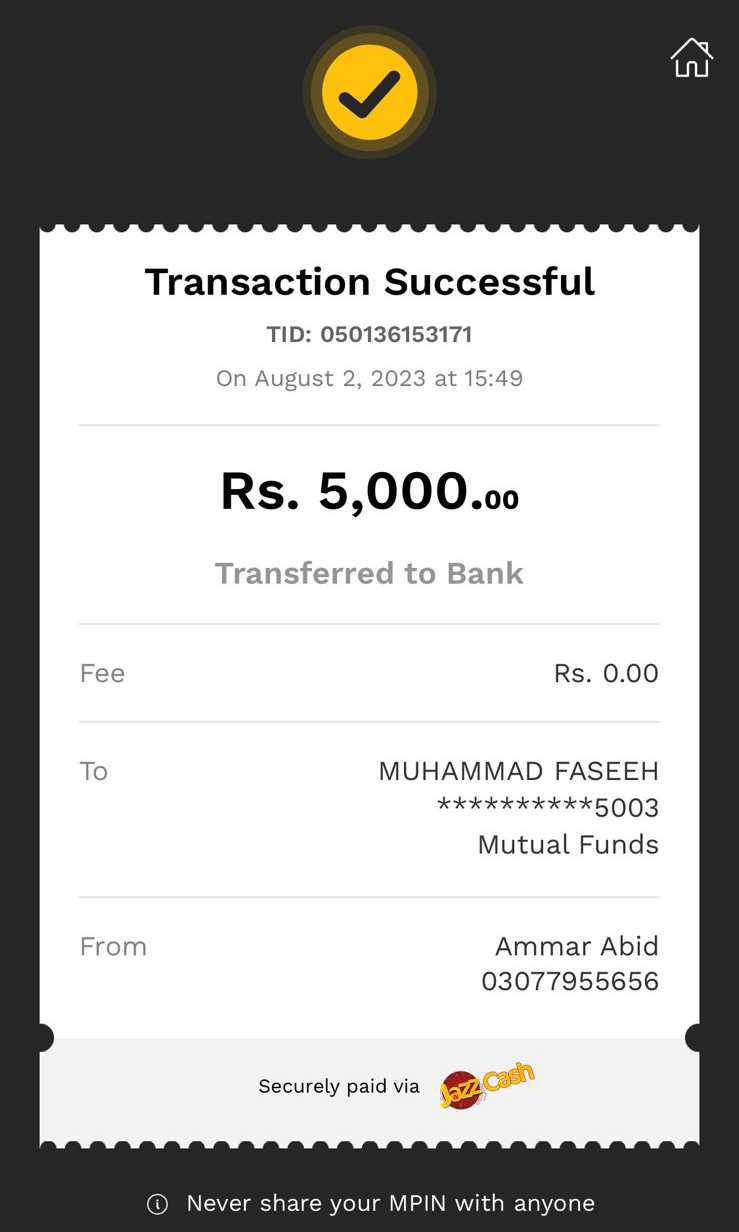 Transaction Successful
TID: 050136153171
On August 2, 2023 at 15:49
Rs. 5,000.00
Transferred to Bank
Fee Rs. 0.00
To MUHAMMAD FASEEH
**********5003
Mutual Funds
From Ammar Abid
03077955656
Securely paid via JazzCash
Never share your MPIN with anyone